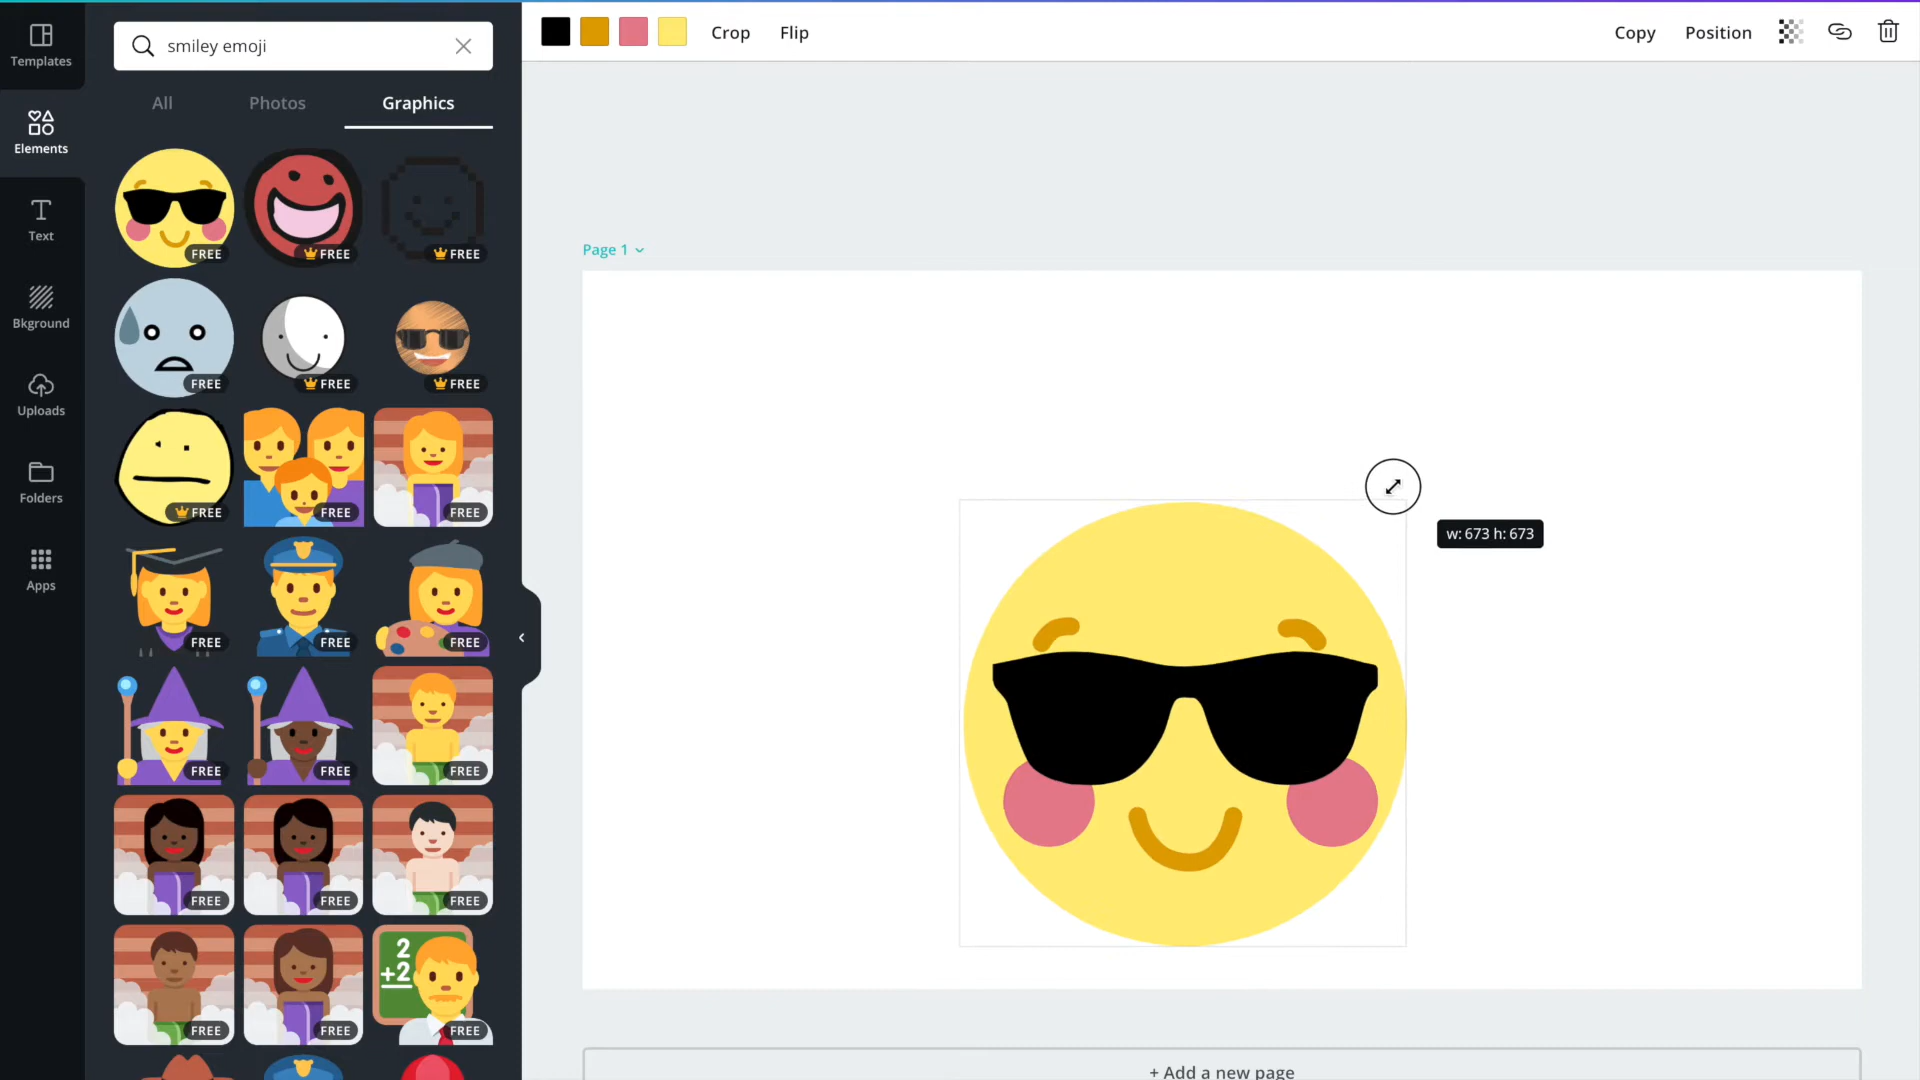 Templates
Elements
Text
Bkground
Uploads
Folders
Apps
smiley emoji
All Photos Graphics
FREE FREE FREE
FREE FREE FREE
FREE FREE FREE
FREE FREE FREE
FREE FREE FREE
FREE FREE FREE
2
+2
FREE FREE FREE
Crop Flip
Copy Position
Page 1
w: 673 h: 673
+ Add a new page